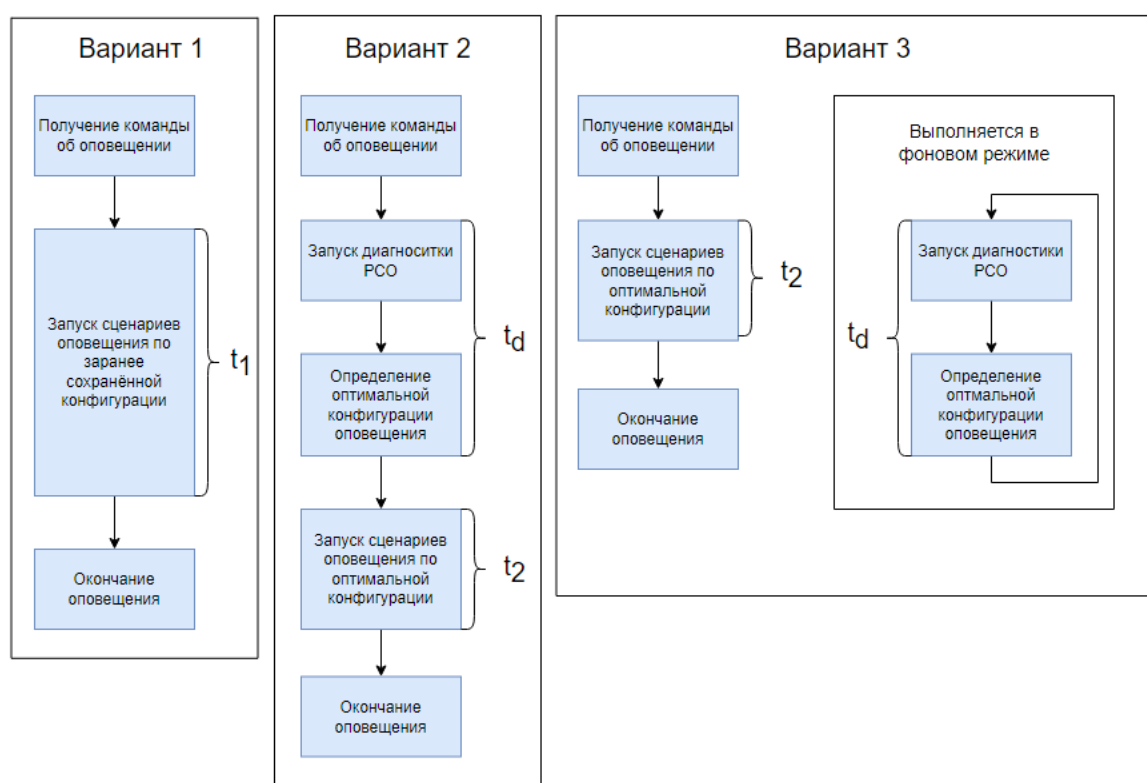 Вариант 1
Получение команды
об оповещении
Запуск сценариев
оповещения по
заранее
сохранённой
конфигурации
t1
Окончание
оповещения
Вариант 2
Получение команды
об оповещении
Запуск диагноситки
РСО
Определение
оптимальной
конфигурации
оповещения
td
Запуск сценариев
оповещения по
оптимальной
конфигурации
t2
Окончание
оповещения
Вариант 3
Получение команды
об оповещении
Запуск сценариев
оповещения по
оптимальной
конфигурации
t2
Окончание
оповещения
Выполняется в
фоновом режиме
Запуск диагностики
РСО
td
Определение
оптмальной
конфигурации
оповещения